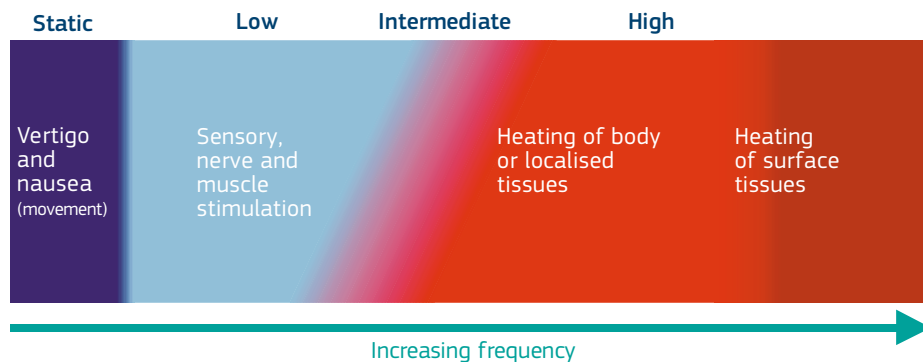 Static Low Intermediate High
Vertigo
and
nausea
(movement)
Sensory,
nerve and
muscle
stimulation
Heating of body
or localised
tissues
Heating
of surface
tissues
Increasing frequency